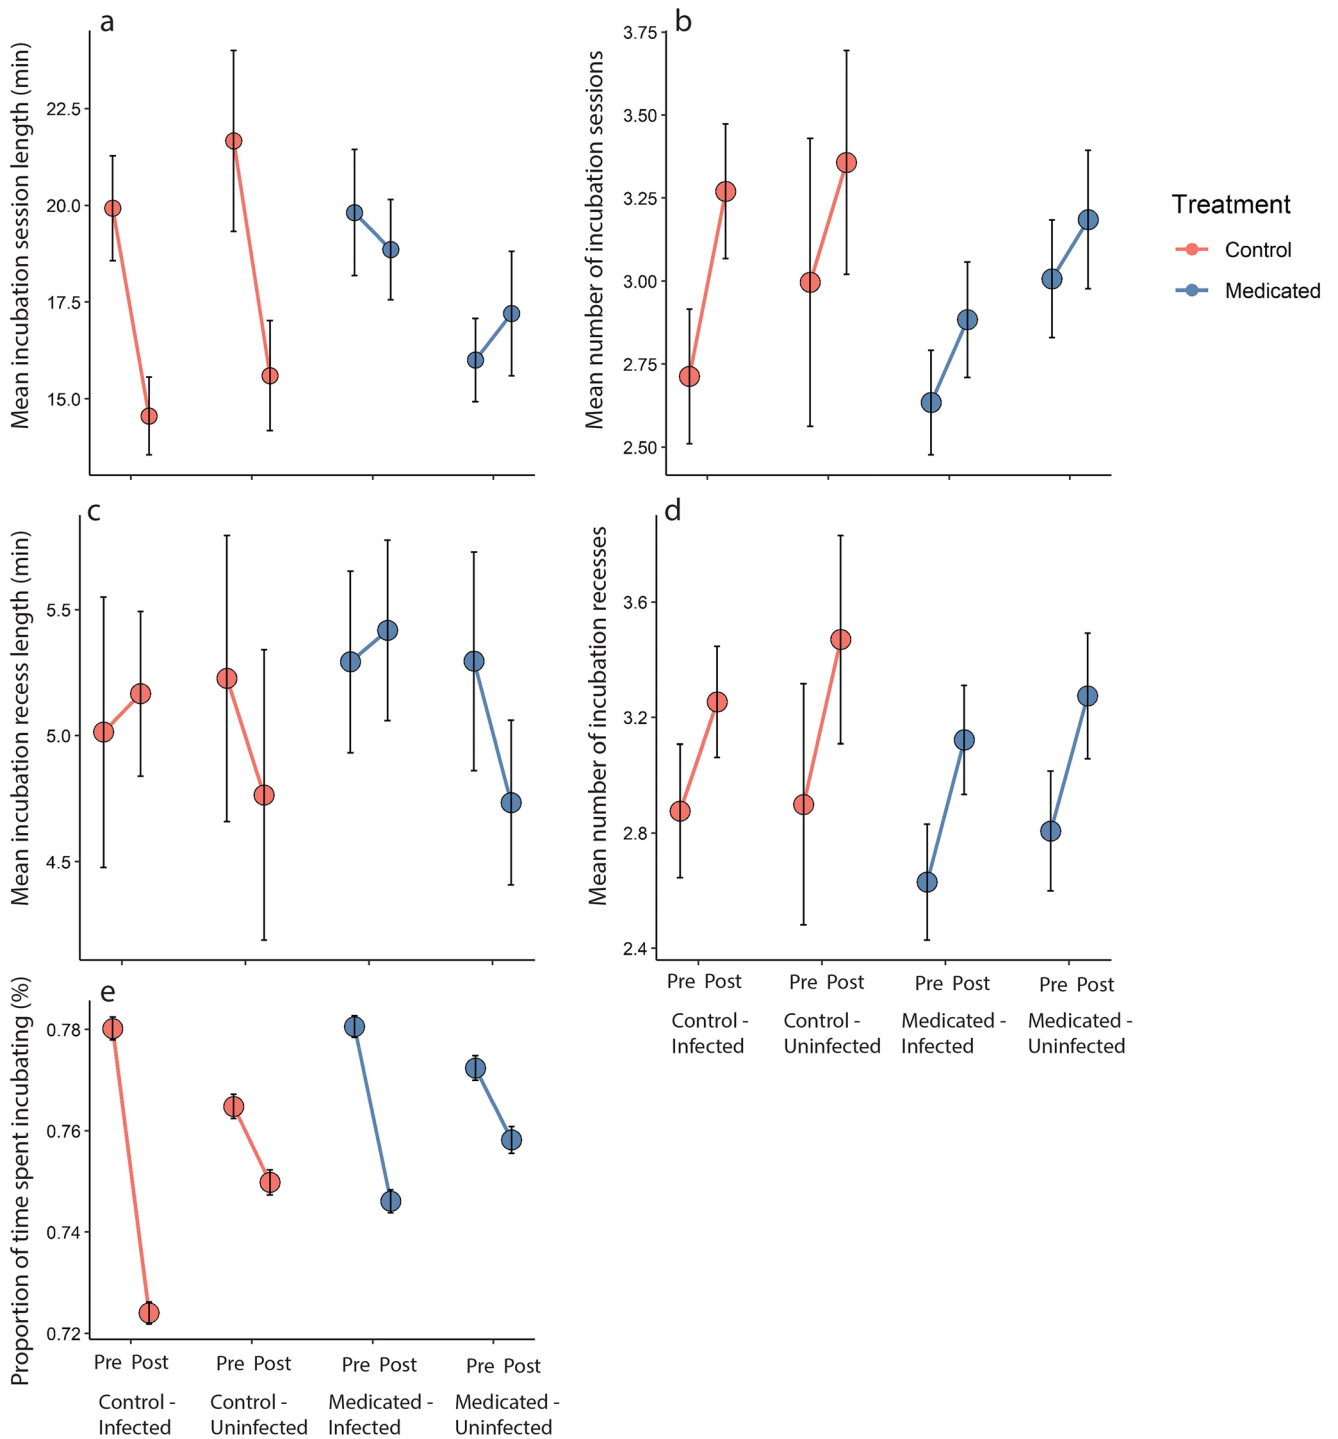 a
Mean incubation session length (min)
22.5
20.0
17.5
15.0
b
Mean number of incubation sessions
3.75
3.50
3.25
3.00
2.75
2.50
Treatment
Control
Medicated
c
Mean incubation recess length (min)
5.5
5.0
4.5
d
Mean number of incubation recesses
3.6
3.2
2.8
2.4
Pre Post Pre Post Pre Post Pre Post
Control - Control - Medicated - Medicated -
Infected Uninfected Infected Uninfected
e
Proportion of time spent incubating (%)
0.78
0.76
0.74
0.72
Pre Post Pre Post Pre Post Pre Post
Control - Control - Medicated - Medicated -
Infected Uninfected Infected Uninfected